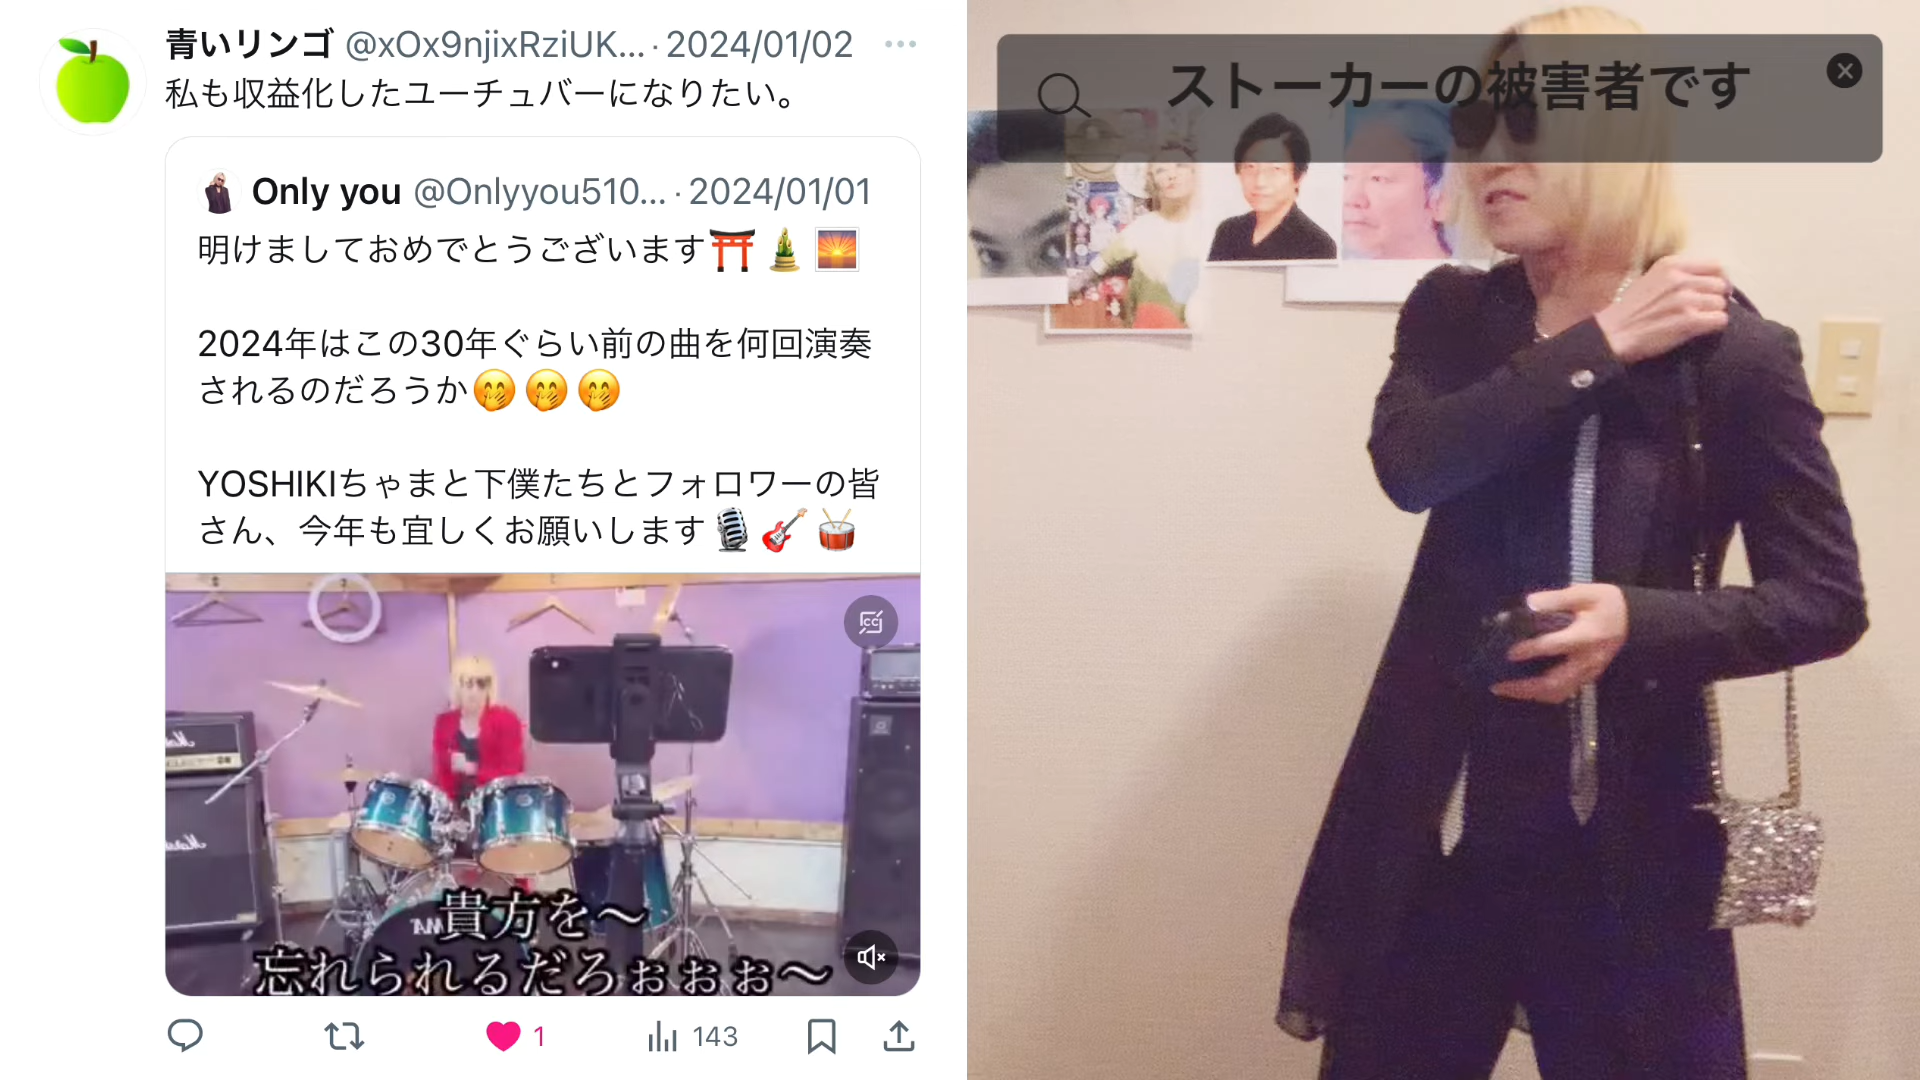 青いリンゴ @xOx9njixRziUK... · 2024/01/02
私も収益化したユーチュバーになりたい。
Only you @Onlyyou510... · 2024/01/01
明けましておめでとうございます⛩️🎍🌅
2024年はこの30年ぐらい前の曲を何回演奏
されるのだろうか🤭🤭🤭
YOSHIKIちゃまと下僕たちとフォロワーの皆
さん、今年も宜しくお願いします🎙️🎸🥁
CC
Marshall
Marshall
TAMA
貴方を〜
忘れられるだろぉぉぉ〜
1
143
ストーカーの被害者です